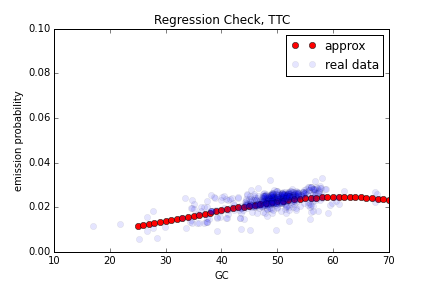 Regression Check, TTC
0.10
0.08
0.06
0.04
0.02
0.00
emission probability
approx
real data
10 20 30 40 50 60 70
GC